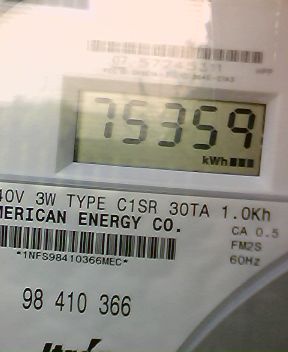 75359
kWh
40V 3W TYPE C1SR 30TA 1.0Kh
MERICAN ENERGY CO.
CA 0.5
FM2S
60Hz
*1NFS98410366MEC*
98 410 366